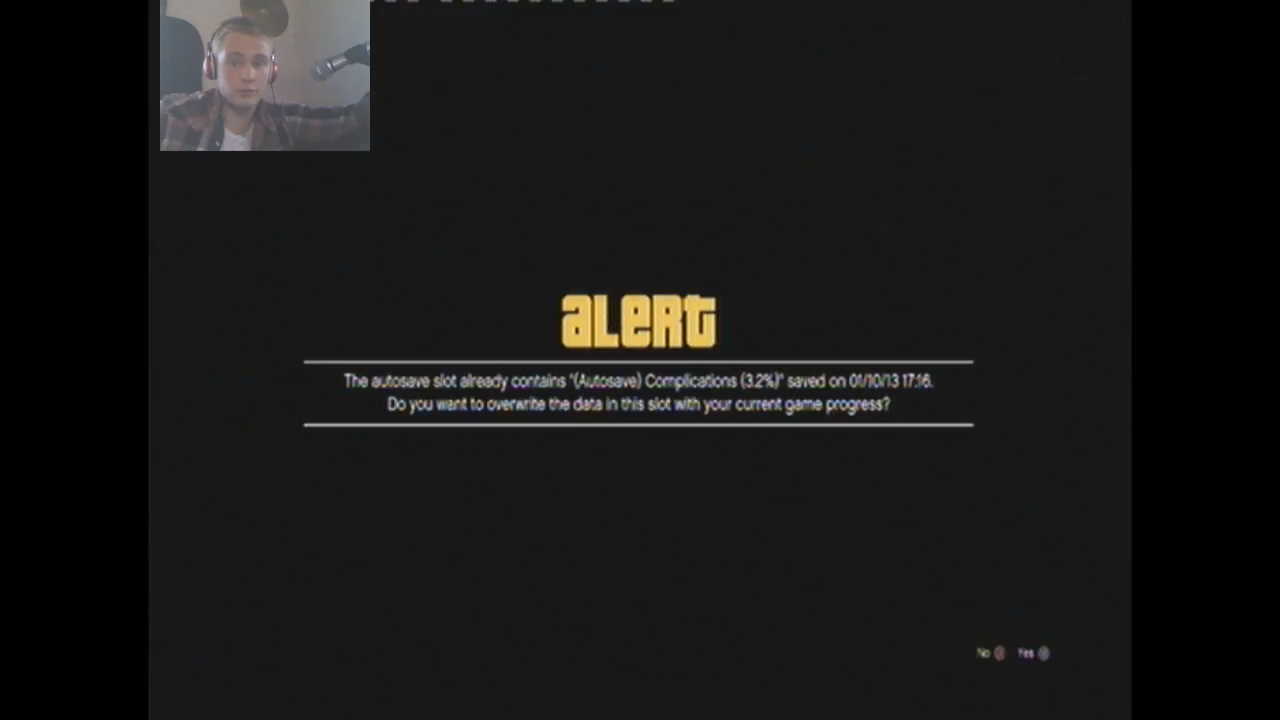 alert
The autosave slot already contains "(Autosave) Complications (3.2%)" saved on 01/10/13 17:16.
Do you want to overwrite the data in this slot with your current game progress?
No Yes